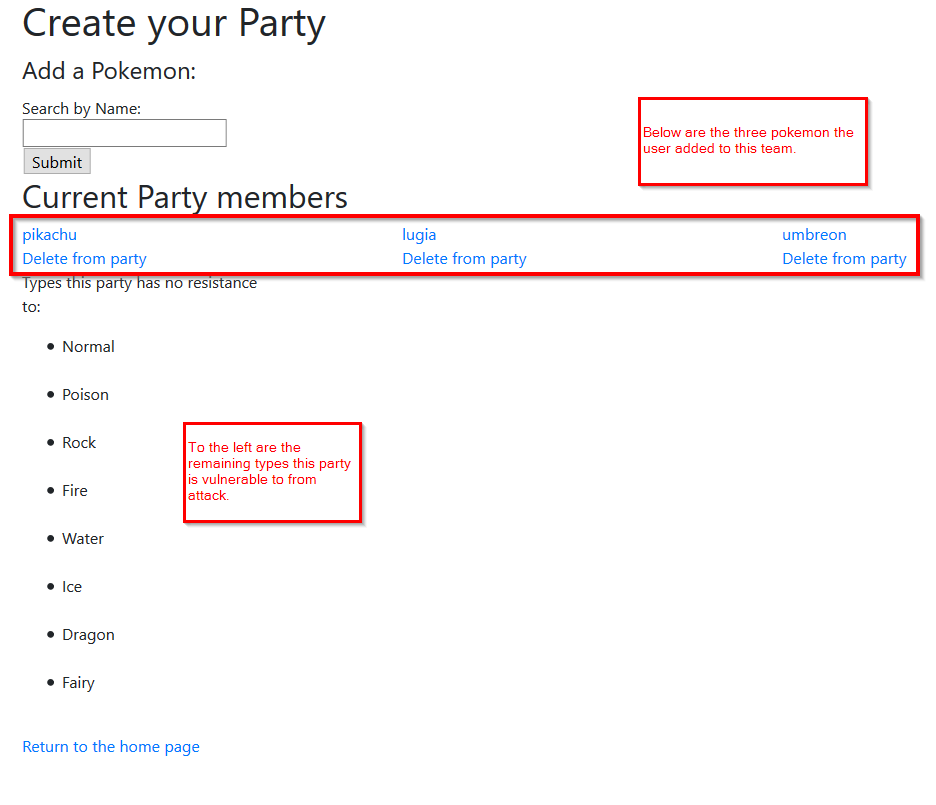 Create your Party
Add a Pokemon:
Search by Name:
Below are the three pokemon the
user added to this team.
Submit
Current Party members
pikachu lugia umbreon
Delete from party Delete from party Delete from party
Types this party has no resistance
to:
Normal
Poison
Rock
To the left are the
remaining types this party
is vulnerable to from
attack.
Fire
Water
Ice
Dragon
Fairy
Return to the home page